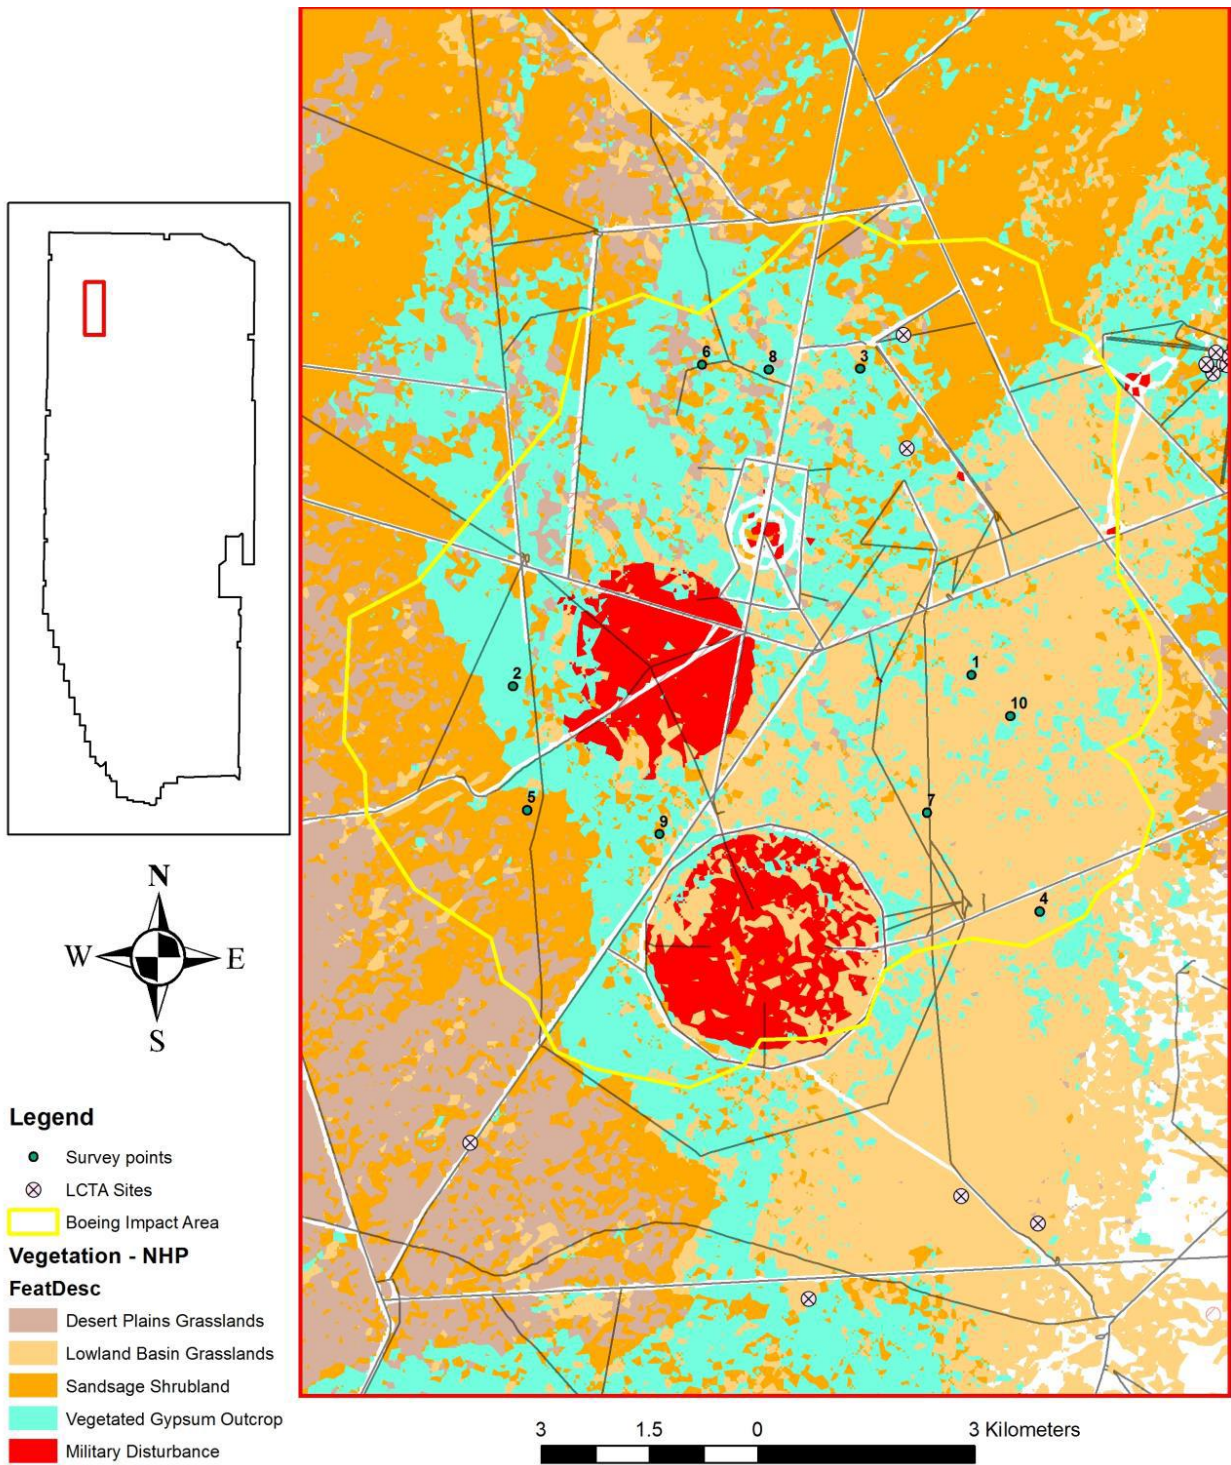 6
8
3
2
1
10
5
9
7
4
N
W E
S
Legend
Survey points
LCTA Sites
Boeing Impact Area
Vegetation - NHP
FeatDesc
Desert Plains Grasslands
Lowland Basin Grasslands
Sandsage Shrubland
Vegetated Gypsum Outcrop
Military Disturbance
3 1.5 0 3 Kilometers